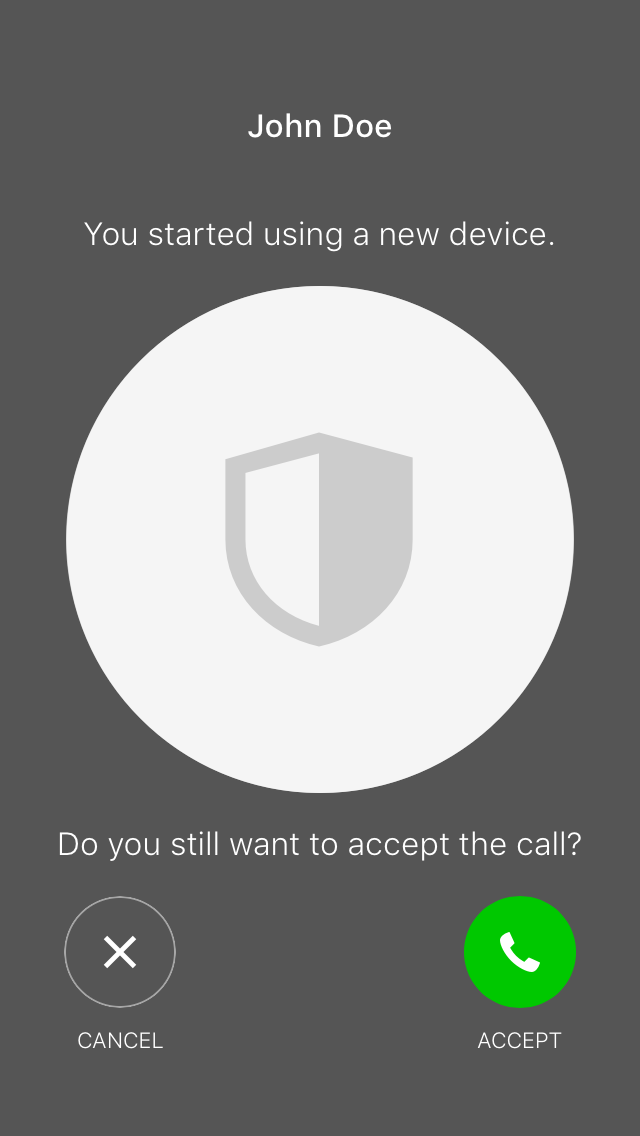 John Doe
You started using a new device.
Do you still want to accept the call?
CANCEL
ACCEPT